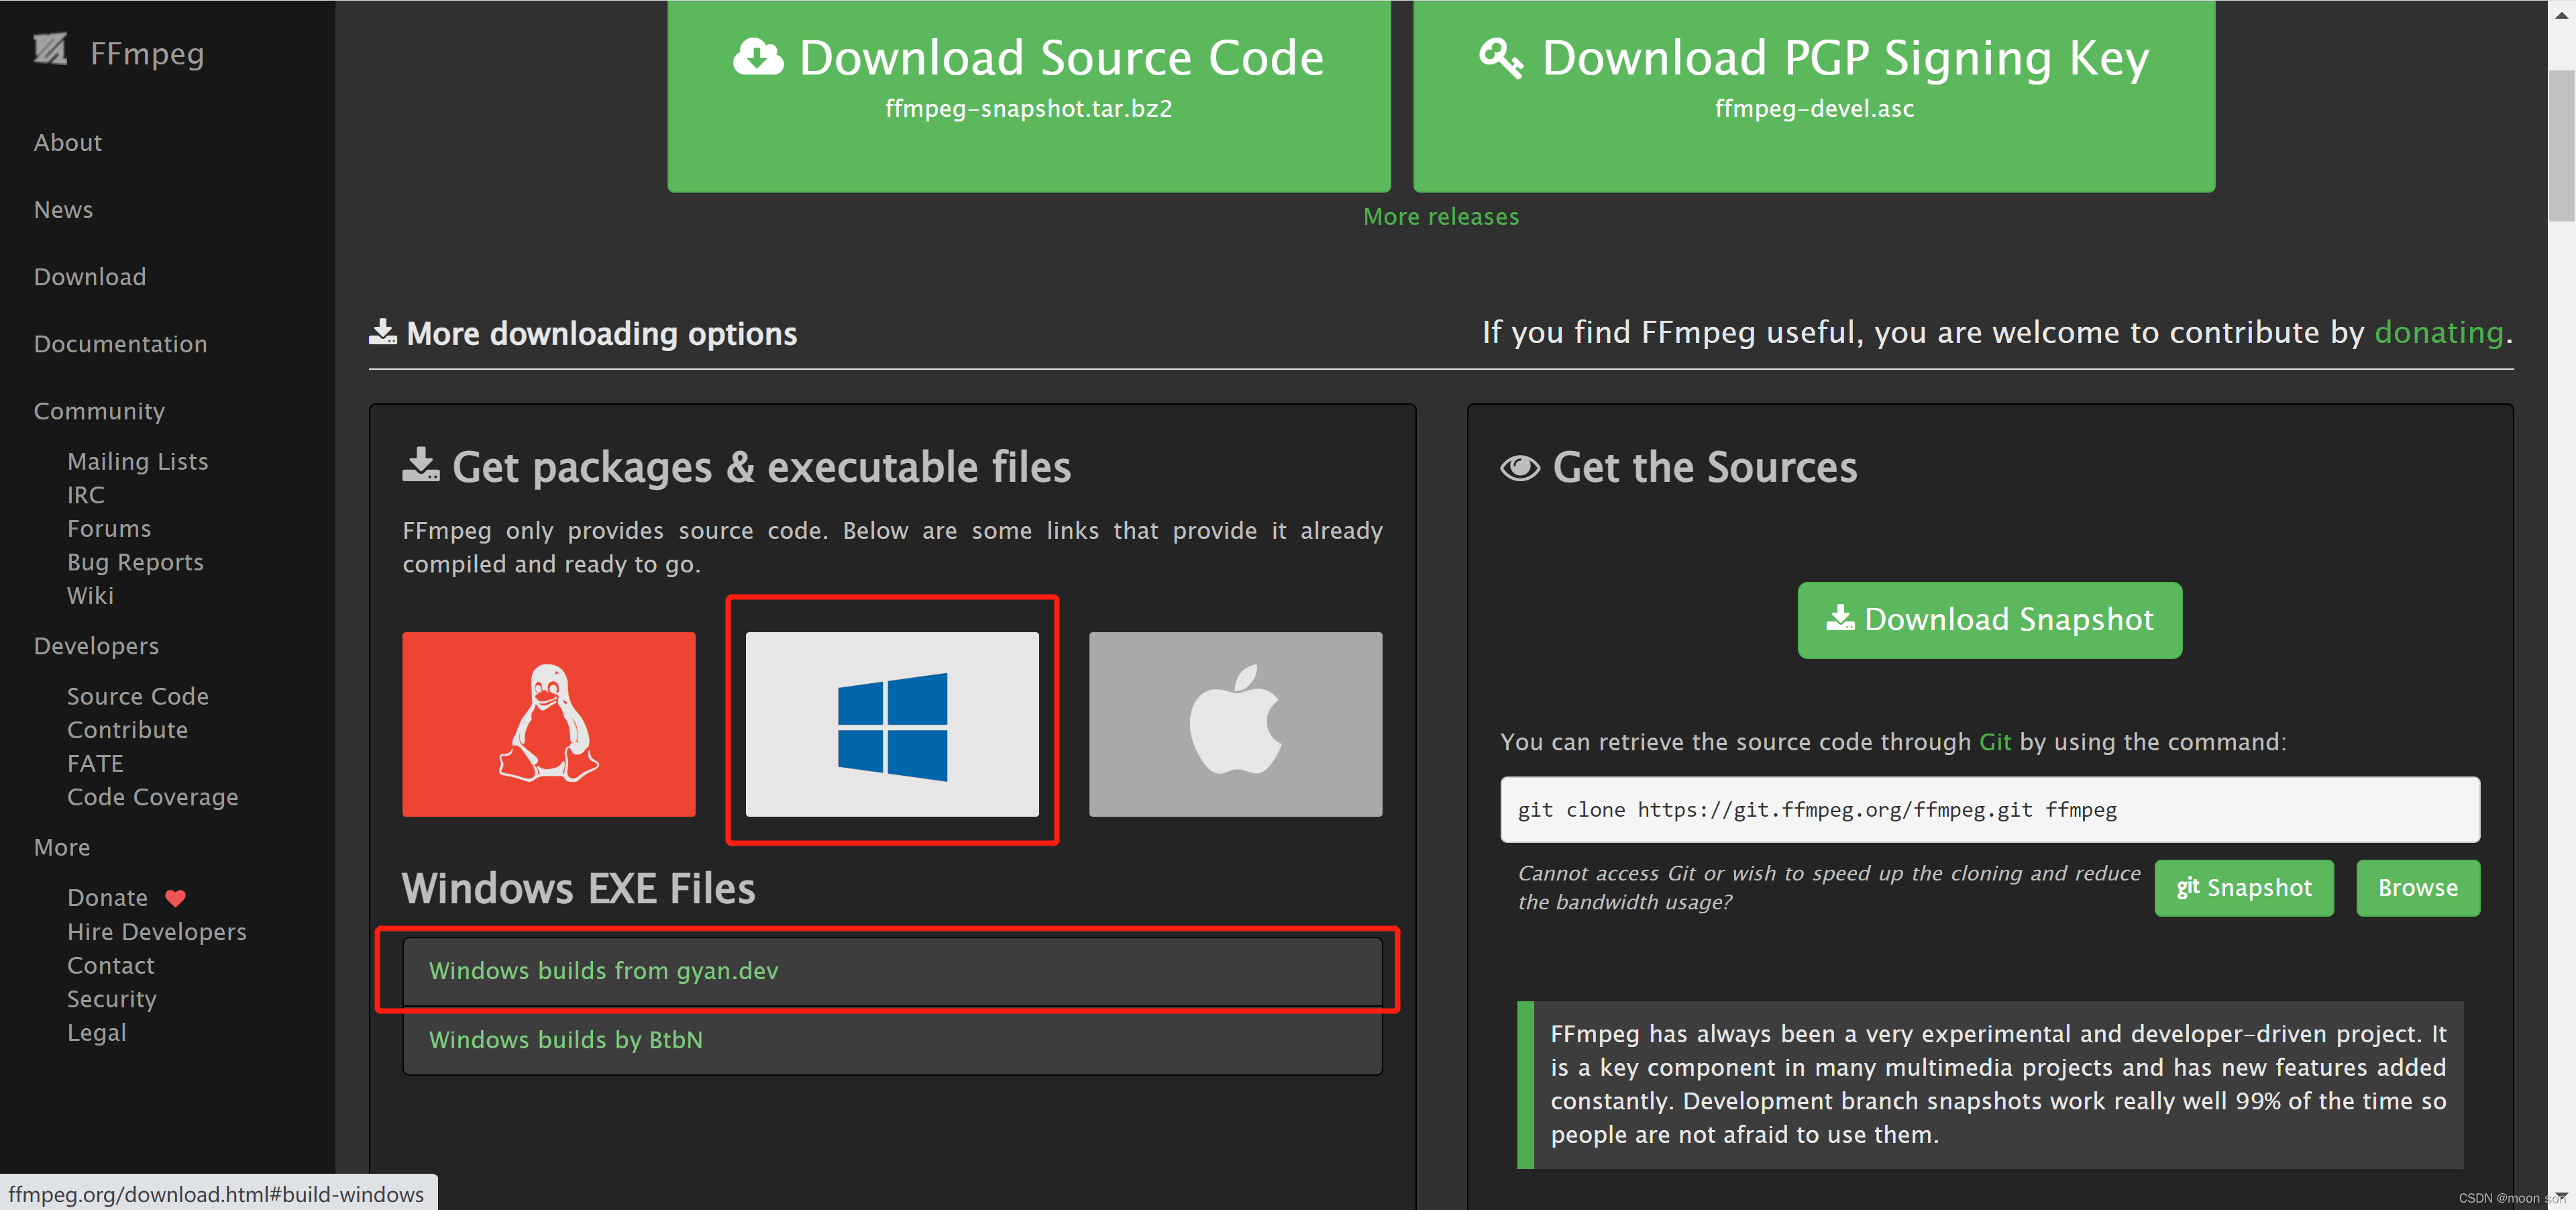 FFmpeg
About
News
Download
Documentation
Community
Mailing Lists
IRC
Forums
Bug Reports
Wiki
Developers
Source Code
Contribute
FATE
Code Coverage
More
Donate
Hire Developers
Contact
Security
Legal
Download Source Code
ffmpeg-snapshot.tar.bz2
Download PGP Signing Key
ffmpeg-devel.asc
More releases
More downloading options
If you find FFmpeg useful, you are welcome to contribute by donating.
Get packages & executable files
FFmpeg only provides source code. Below are some links that provide it already
compiled and ready to go.
Windows EXE Files
Windows builds from gyan.dev
Windows builds by BtbN
Get the Sources
Download Snapshot
You can retrieve the source code through Git by using the command:
git clone https://git.ffmpeg.org/ffmpeg.git ffmpeg
Cannot access Git or wish to speed up the cloning and reduce
the bandwidth usage?
git Snapshot
Browse
FFmpeg has always been a very experimental and developer-driven project. It
is a key component in many multimedia projects and has new features added
constantly. Development branch snapshots work really well 99% of the time so
people are not afraid to use them.
ffmpeg.org/download.html#build-windows
CSDN @moon son